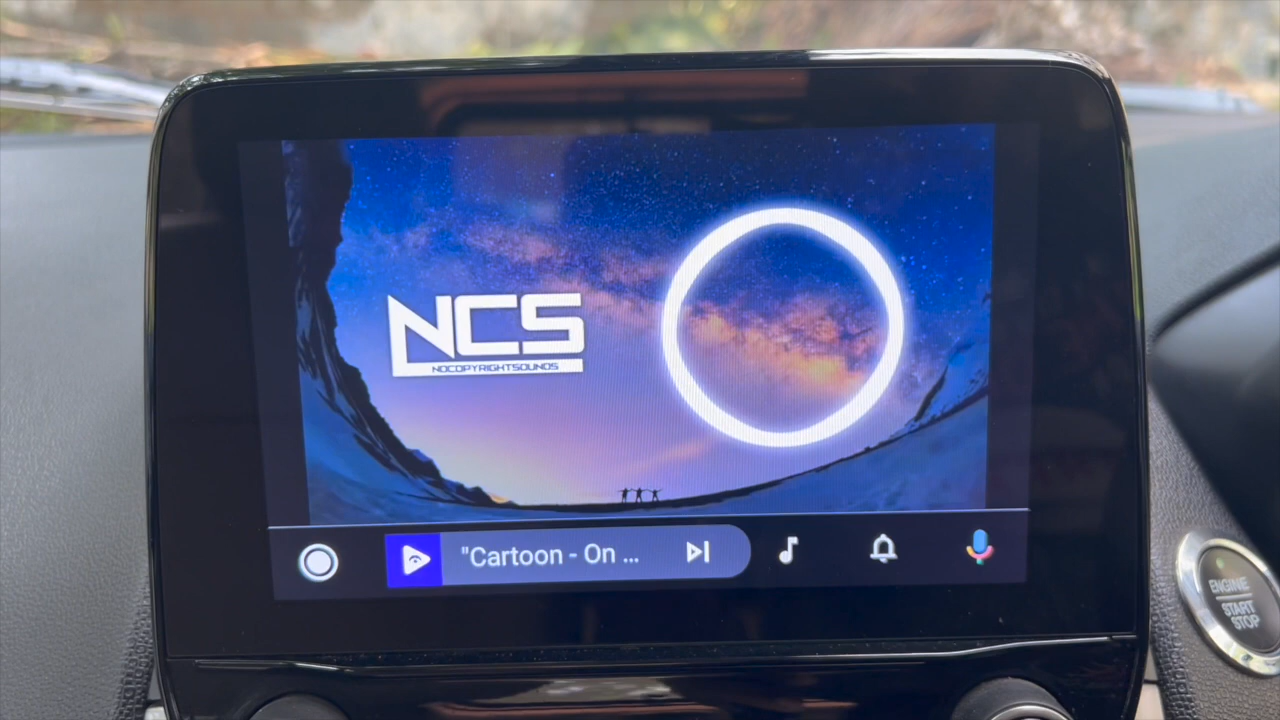 NCS
NOCOPYRIGHTSOUNDS
"Cartoon - On ...
ENGINE
START
STOP